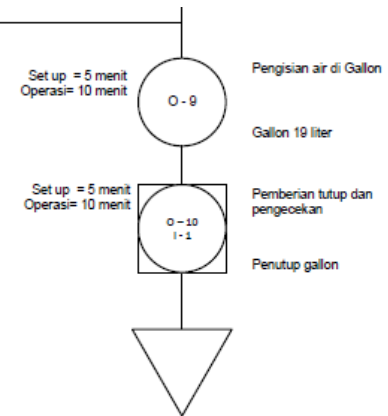 Set up = 5 menit
Operasi= 10 menit
O - 9
Pengisian air di Gallon
Gallon 19 liter
Set up = 5 menit
Operasi= 10 menit
O – 10
I - 1
Pemberian tutup dan
pengecekan
Penutup gallon